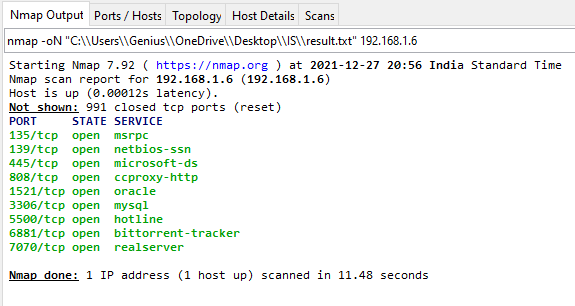 Nmap Output Ports / Hosts Topology Host Details Scans
nmap -oN "C:\\Users\\Genius\\OneDrive\\Desktop\\IS\\result.txt" 192.168.1.6
Starting Nmap 7.92 ( https://nmap.org ) at 2021-12-27 20:56 India Standard Time
Nmap scan report for 192.168.1.6 (192.168.1.6)
Host is up (0.00012s latency).
Not shown: 991 closed tcp ports (reset)
PORT STATE SERVICE
135/tcp open msrpc
139/tcp open netbios-ssn
445/tcp open microsoft-ds
808/tcp open ccproxy-http
1521/tcp open oracle
3306/tcp open mysql
5500/tcp open hotline
6881/tcp open bittorrent-tracker
7070/tcp open realserver
Nmap done: 1 IP address (1 host up) scanned in 11.48 seconds